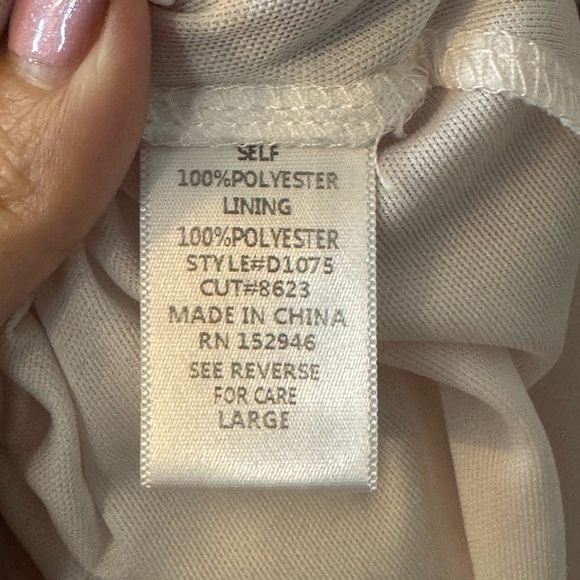 SELF
100%POLYESTER
LINING
100%POLYESTER
STYLE#D1075
CUT#8623
MADE IN CHINA
RN 152946
SEE REVERSE
FOR CARE
LARGE